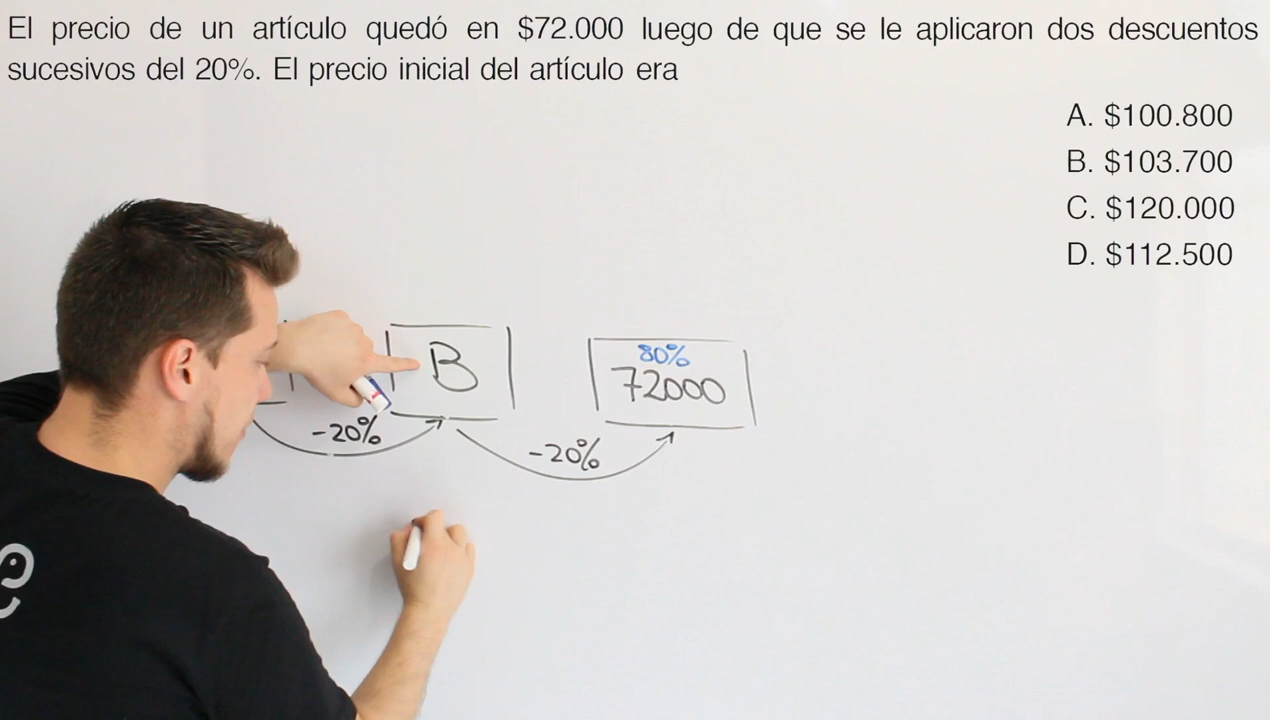 El precio de un artículo quedó en $72.000 luego de que se le aplicaron dos descuentos
sucesivos del 20%. El precio inicial del artículo era
A. $100.800
B. $103.700
C. $120.000
D. $112.500
B
80%
72000
-20%
-20%